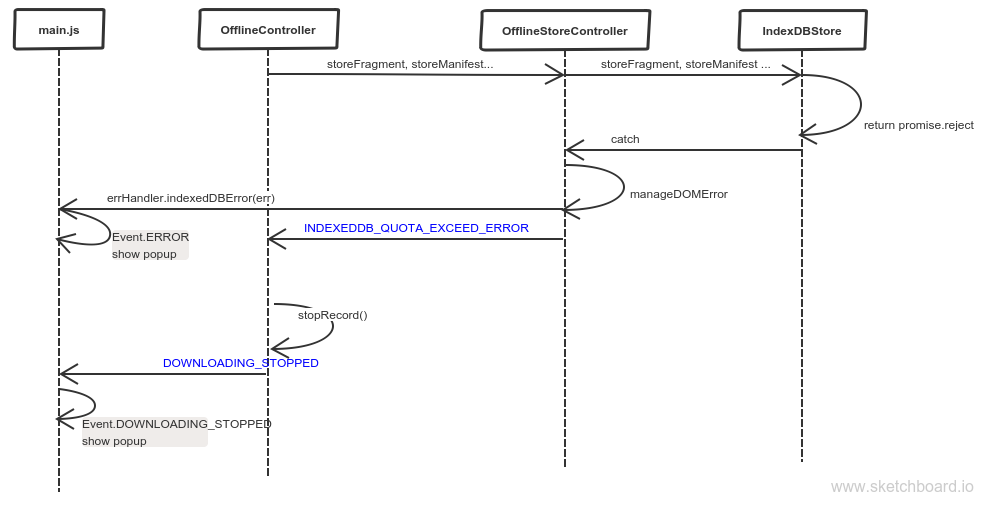 main.js
OfflineController
OfflineStoreController
IndexDBStore
storeFragment, storeManifest...
storeFragment, storeManifest ...
return promise.reject
catch
manageDOMError
errHandler.indexedDBError(err)
INDEXEDDB_QUOTA_EXCEED_ERROR
Event.ERROR
show popup
stopRecord()
DOWNLOADING_STOPPED
Event.DOWNLOADING_STOPPED
show popup
www.sketchboard.io